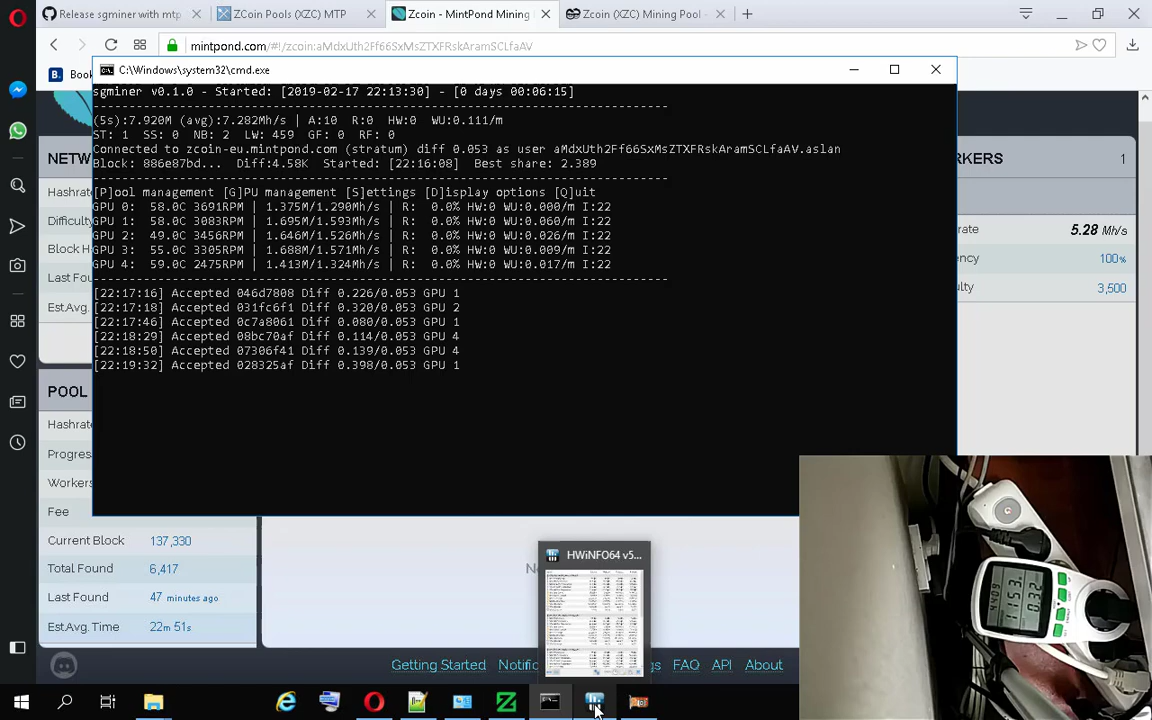 Release sgminer with mtp
ZCoin Pools (XZC) MTP
Zcoin - MintPond Mining
Zcoin (XZC) Mining Pool -
mintpond.com/#!/zcoin:aMdxUth2Ff66SxMsZTXFRskAramSCLfaAV
B.
Book
C:\Windows\system32\cmd.exe
sgminer v0.1.0 - Started: [2019-02-17 22:13:30] - [0 days 00:06:15]
(5s):7.920M (avg):7.282Mh/s | A:10 R:0 HW:0 WU:0.111/m
ST: 1 SS: 0 NB: 2 LW: 459 GF: 0 RF: 0
Connected to zcoin-eu.mintpond.com (stratum) diff 0.053 as user aMdxUth2Ff66SxMsZTXFRskAramSCLfaAV.aslan
Block: 886e87bd... Diff:4.58K Started: [22:16:08] Best share: 2.389
[P]ool management [G]PU management [S]ettings [D]isplay options [Q]uit
GPU 0: 58.0C 3691RPM | 1.375M/1.290Mh/s | R: 0.0% HW:0 WU:0.000/m I:22
GPU 1: 58.0C 3083RPM | 1.695M/1.593Mh/s | R: 0.0% HW:0 WU:0.060/m I:22
GPU 2: 49.0C 3456RPM | 1.646M/1.526Mh/s | R: 0.0% HW:0 WU:0.026/m I:22
GPU 3: 55.0C 3305RPM | 1.688M/1.571Mh/s | R: 0.0% HW:0 WU:0.009/m I:22
GPU 4: 59.0C 2475RPM | 1.413M/1.324Mh/s | R: 0.0% HW:0 WU:0.017/m I:22
[22:17:16] Accepted 046d7808 Diff 0.226/0.053 GPU 1
[22:17:18] Accepted 031fc6f1 Diff 0.320/0.053 GPU 2
[22:17:46] Accepted 0c7a8061 Diff 0.080/0.053 GPU 1
[22:18:29] Accepted 08bc70af Diff 0.114/0.053 GPU 4
[22:18:50] Accepted 07306f41 Diff 0.139/0.053 GPU 4
[22:19:32] Accepted 028325af Diff 0.398/0.053 GPU 1
NETW
Hashrat
Difficulty
Block H
Last Fou
Est.Avg.
RKERS 1
rate 5.28 Mh/s
ency 100%
ulty 3,500
POOL
Hashrat
Progres
Workers
Fee
Current Block 137,330
Total Found 6,417
Last Found 47 minutes ago
Est.Avg. Time 22m 51s
No
HWiNFO64 v5...
Getting Started
Notific
gs
FAQ
API
About
1153